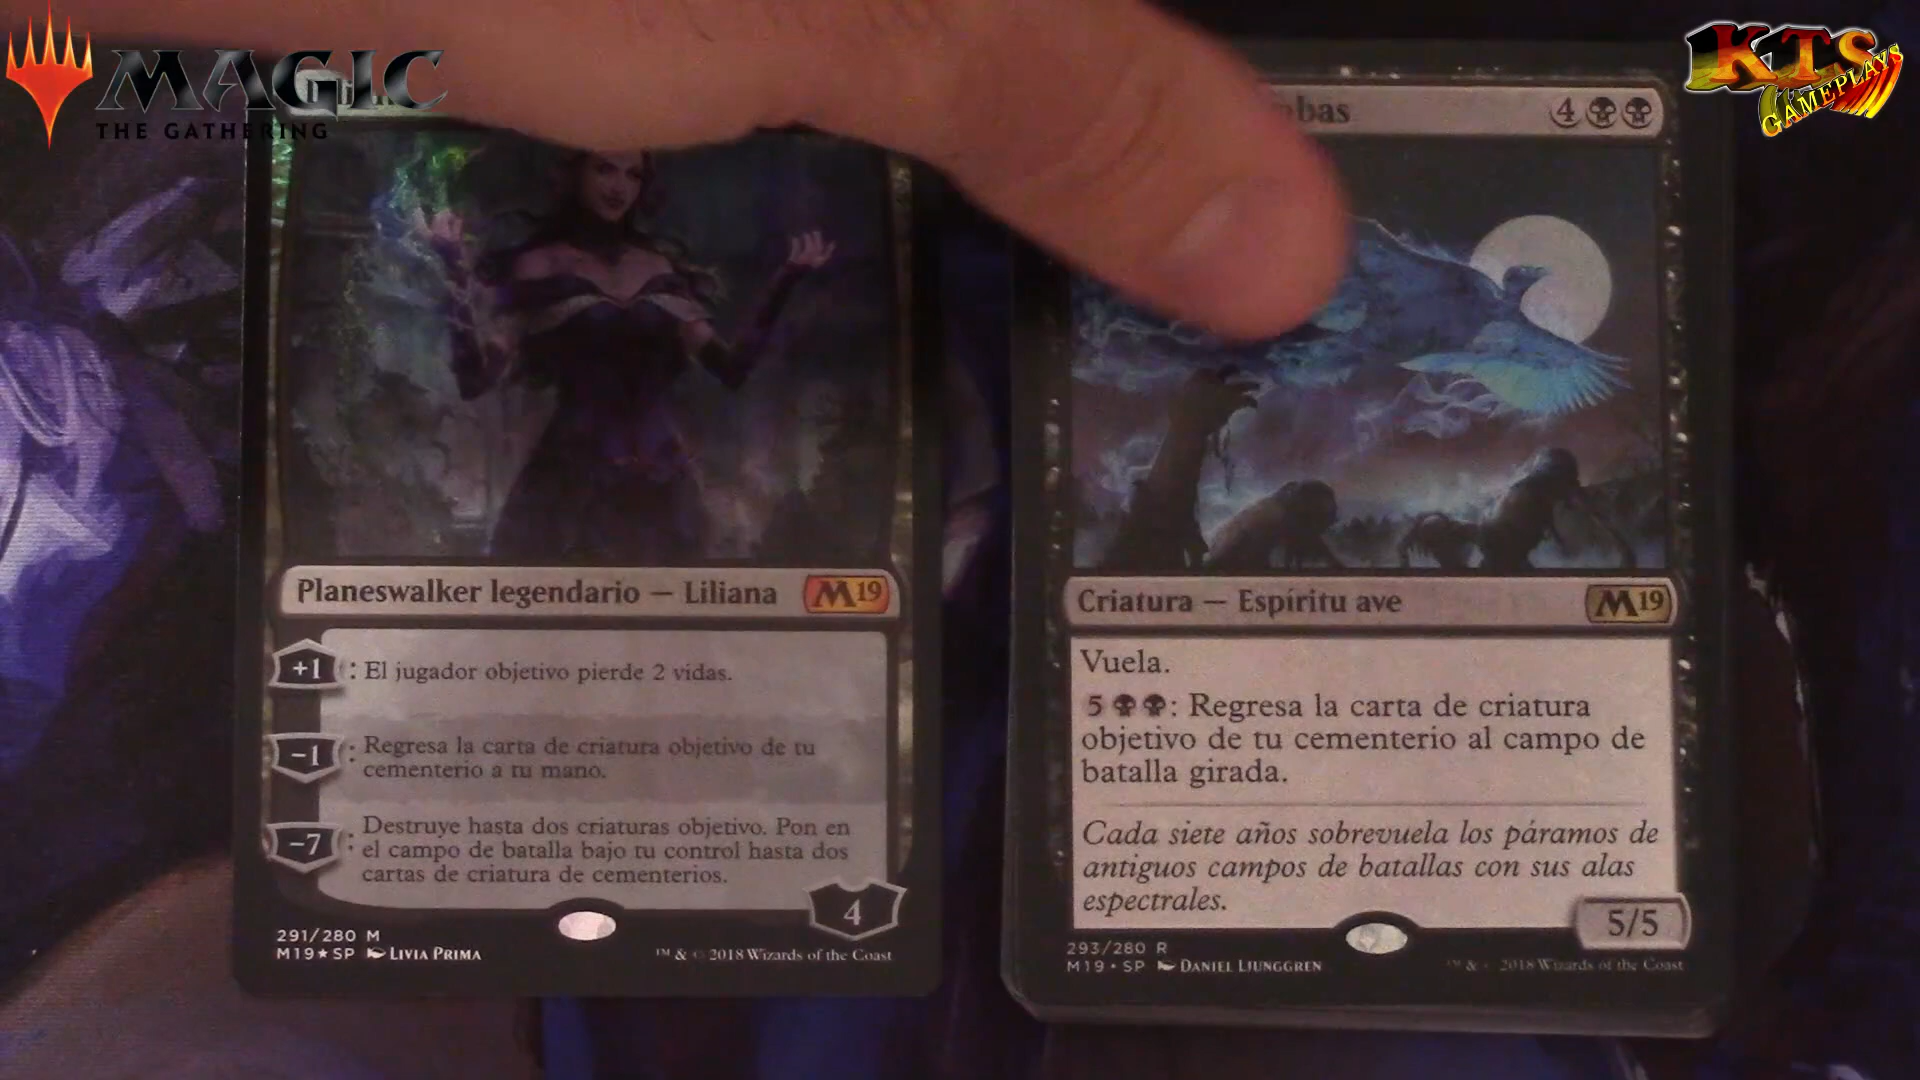 MAGIC
THE GATHERING
KTS
GAMEPLAYS
bas
4
Planeswalker legendario — Liliana
M19
+1: El jugador objetivo pierde 2 vidas.
−1: Regresa la carta de criatura objetivo de tu
cementerio a tu mano.
−7: Destruye hasta dos criaturas objetivo. Pon en
el campo de batalla bajo tu control hasta dos
cartas de criatura de cementerios.
4
291/280 M
M19★SP LIVIA PRIMA
™ & © 2018 Wizards of the Coast
Criatura — Espíritu ave
M19
Vuela.
5: Regresa la carta de criatura
objetivo de tu cementerio al campo de
batalla girada.
Cada siete años sobrevuela los páramos de
antiguos campos de batallas con sus alas
espectrales.
5/5
293/280 R
M19 • SP DANIEL LJUNGGREN
™ & © 2018 Wizards of the Coast